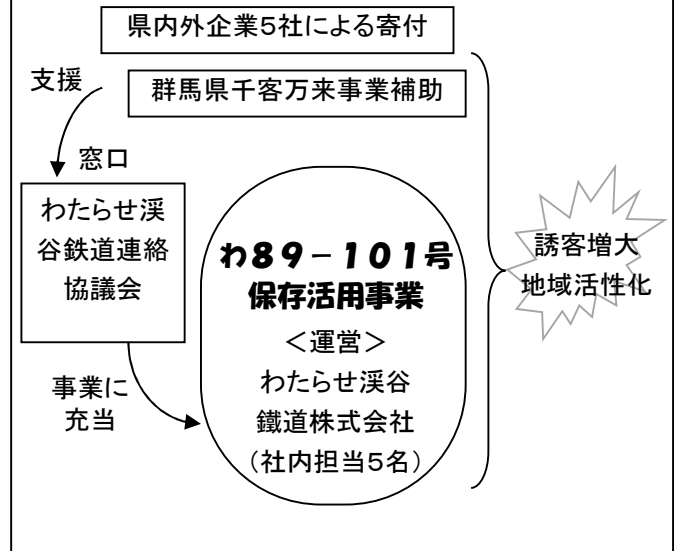 県内外企業5社による寄付
支援
群馬県千客万来事業補助
窓口
わたらせ渓
谷鉄道連絡
協議会
わ89-101号
保存活用事業
<運営>
わたらせ渓谷
鐵道株式会社
(社内担当5名)
事業に
充当
誘客増大
地域活性化